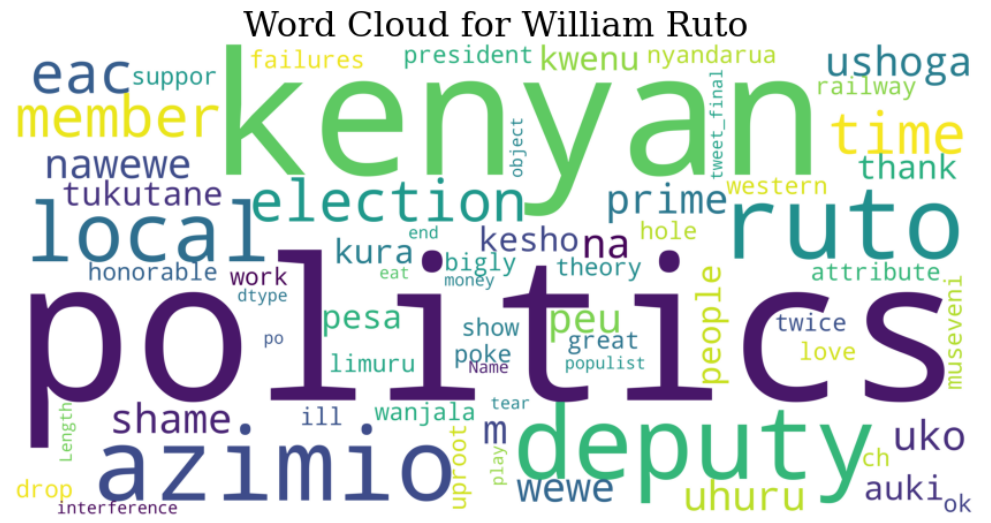 Word Cloud for William Ruto
eac
suppor
failures
president
kwenu
nyandarua
ushoga
railway
member
kenyan
object
tweet_final
time
nawewe
thank
tukutane
election
prime
western
local
ruto
kura
end
kesho
na
hole
honorable
work
eat
bigly
theory
attribute
dtype
money
people
museveni
politics
po
pesa
show
peu
twice
limuru
poke
great
love
Name
populist
Length
shame
ill
wanjala
tear
azimio
uproot
m
play
deputy
uko
ch
drop
wewe
uhuru
auki
interference
ok